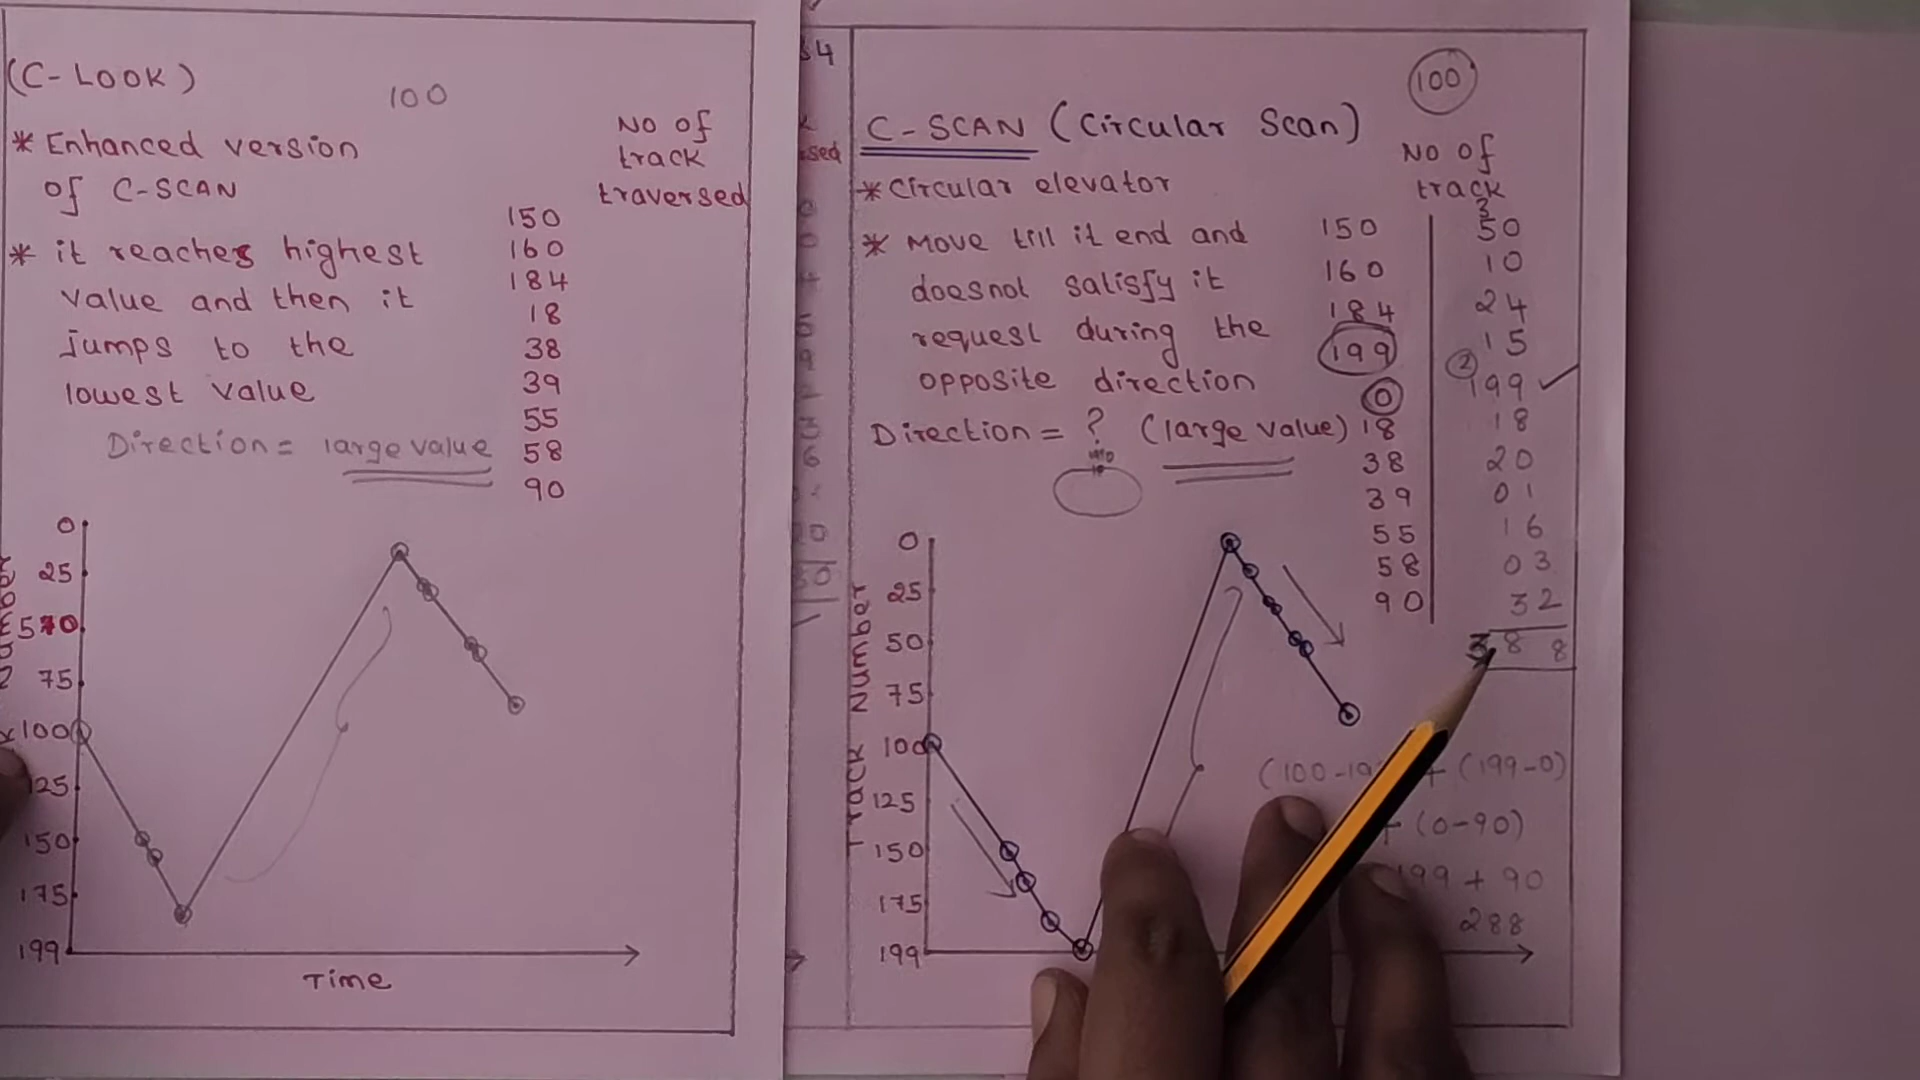 (C-LOOK)
100
* Enhanced version
of C-SCAN
* it reaches highest
value and then it
jumps to the
lowest value
Direction = large value
NO OF
track
traversed
150
160
184
18
38
39
55
58
90
0
25
50
75
100
125
150
175
199
Time
34
sed
C-SCAN (Circular Scan)
100
* Circular elevator
* Move till it end and
doesnol satisfy it
request during the
opposite direction
Direction = ? (large value)
150
160
184
199
0
18
38
39
55
58
90
NO OF
track
3
50
10
24
15
2
199
18
20
01
16
03
32
388
Track Number
0
25
50
75
100
125
150
175
199
+ (199-0)
+ (0-90)
199 + 90
288